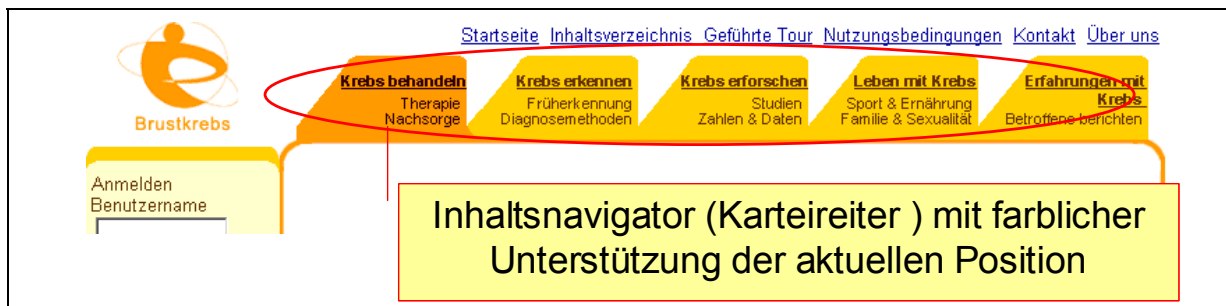 Startseite Inhaltsverzeichnis Geführte Tour Nutzungsbedingungen Kontakt Über uns
Krebs behandeln
Therapie
Nachsorge
Krebs erkennen
Früherkennung
Diagnosemethoden
Krebs erforschen
Studien
Zahlen & Daten
Leben mit Krebs
Sport & Ernährung
Familie & Sexualität
Erfahrungen mit
Krebs
Betroffene berichten
Brustkrebs
Anmelden
Benutzername
Inhaltsnavigator (Karteireiter ) mit farblicher
Unterstützung der aktuellen Position